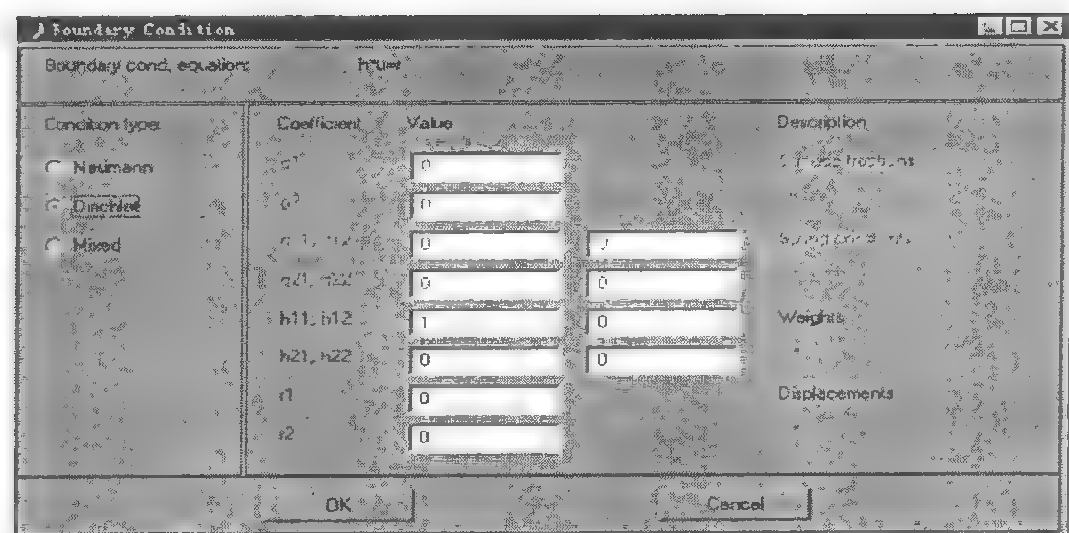 Boundary Condition
Boundary cond. equation: h*u=r
Condition type: Coefficient Value Description
Neumann 0
Dirichlet 0
Mixed 0 0
0 0
h11, h12 1 0 Weights
h21, h22 0 0
r1 0 Displacements
r2 0
OK Cancel